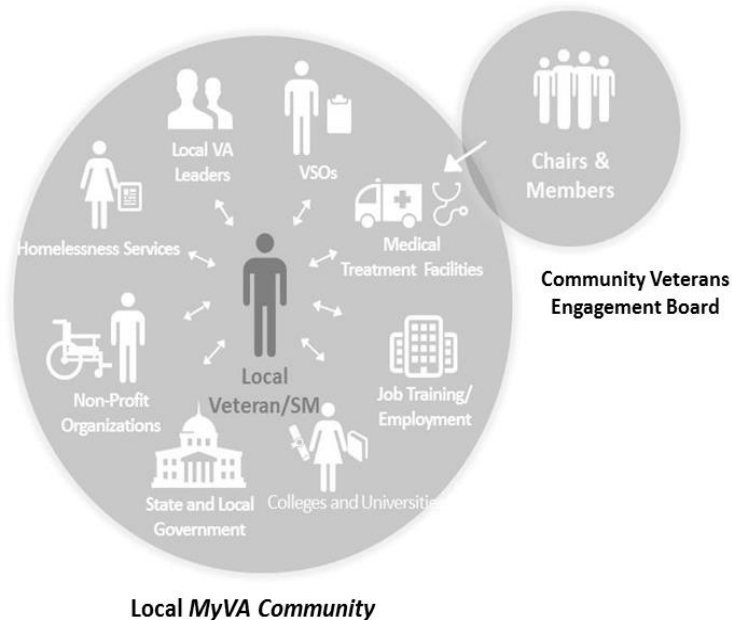 Local VA
Leaders
VSOs
Chairs &
Members
Homelessness Services
Medical
Treatment Facilities
Community Veterans
Engagement Board
Local
Veteran/SM
Non-Profit
Organizations
Job Training/
Employment
State and Local
Government
Colleges and Universities
Local MyVA Community